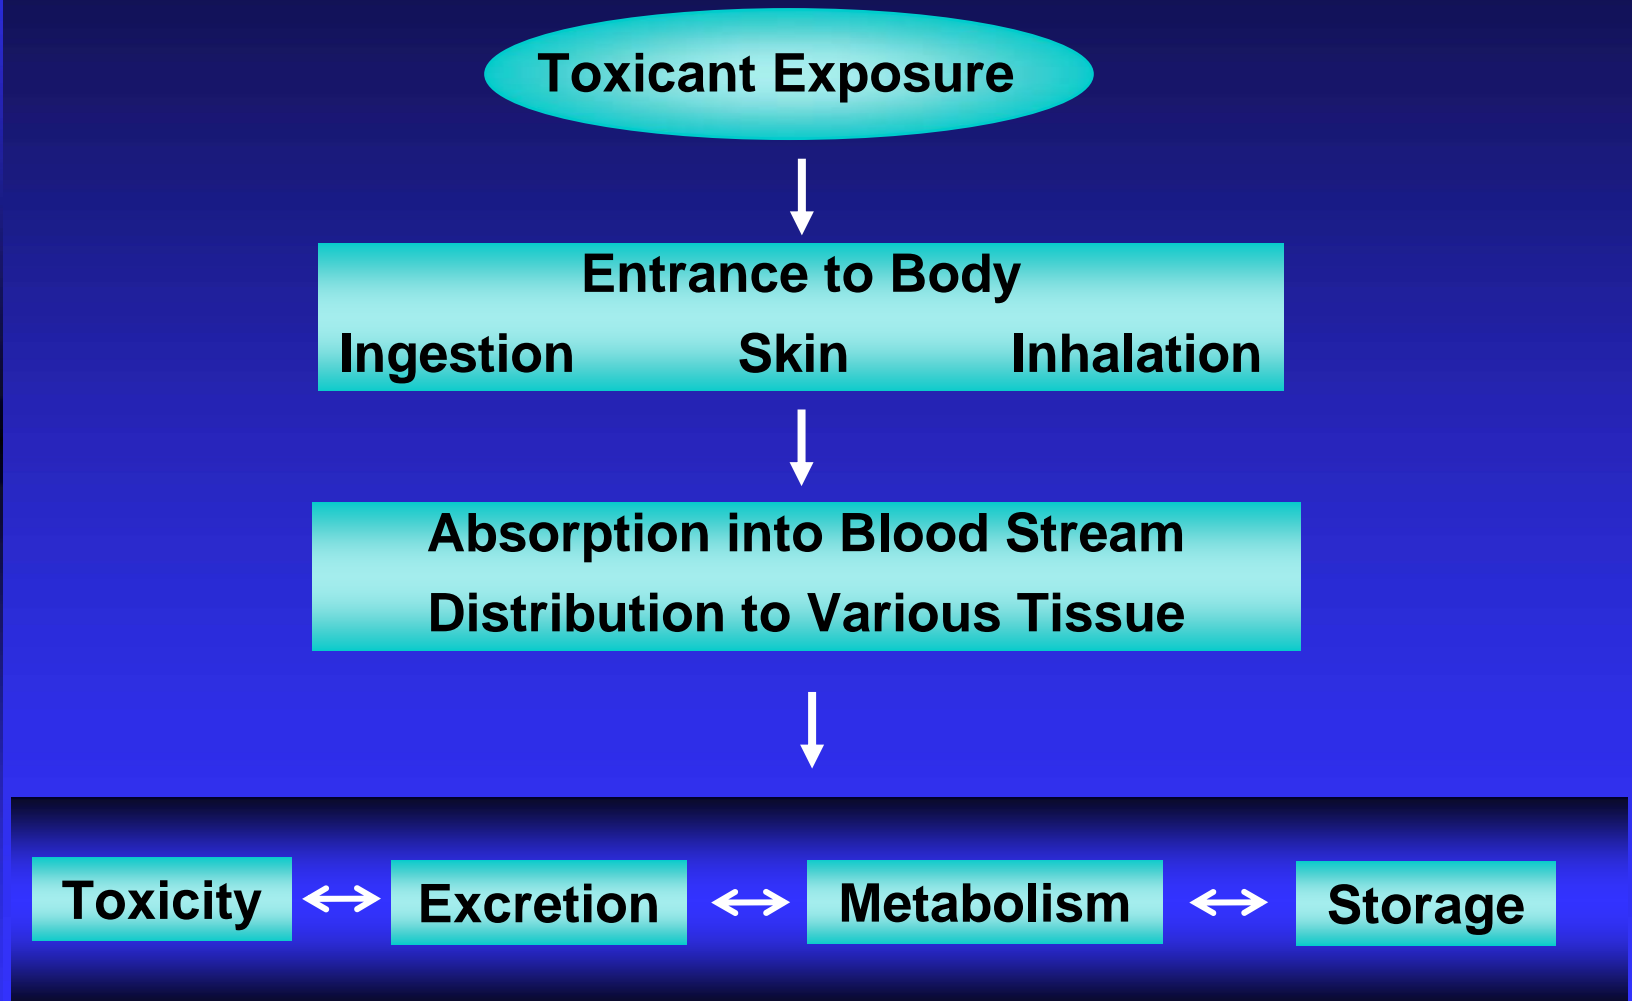 Toxicant Exposure
Entrance to Body
Ingestion Skin Inhalation
Absorption into Blood Stream
Distribution to Various Tissue
Toxicity Excretion Metabolism Storage